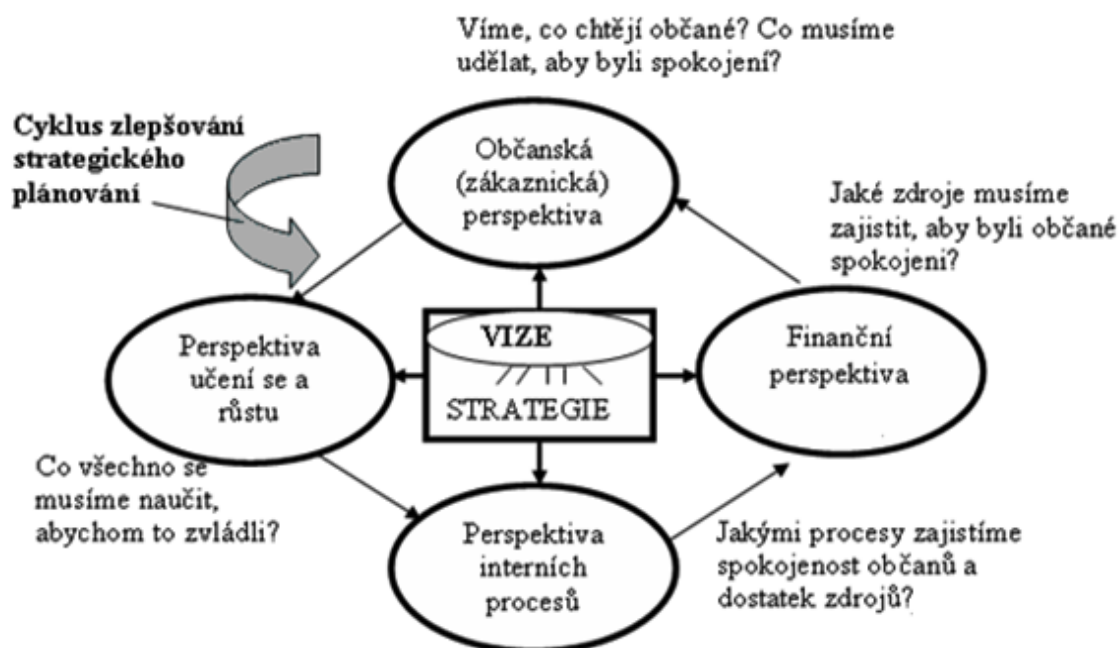 Víme, co chtějí občané? Co musíme
udělat, aby byli spokojení?
Cyklus zlepšování
strategického
plánování
Občanská
(zákaznická)
perspektiva
Jaké zdroje musíme
zajistit, aby byli občané
spokojeni?
Perspektiva
učení se a
růstu
VIZE
STRATEGIE
Finanční
perspektiva
Co všechno se
musíme naučit,
abychom to zvládli?
Perspektiva
interních
procesů
Jakými procesy zajistíme
spokojenost občanů a
dostatek zdrojů?